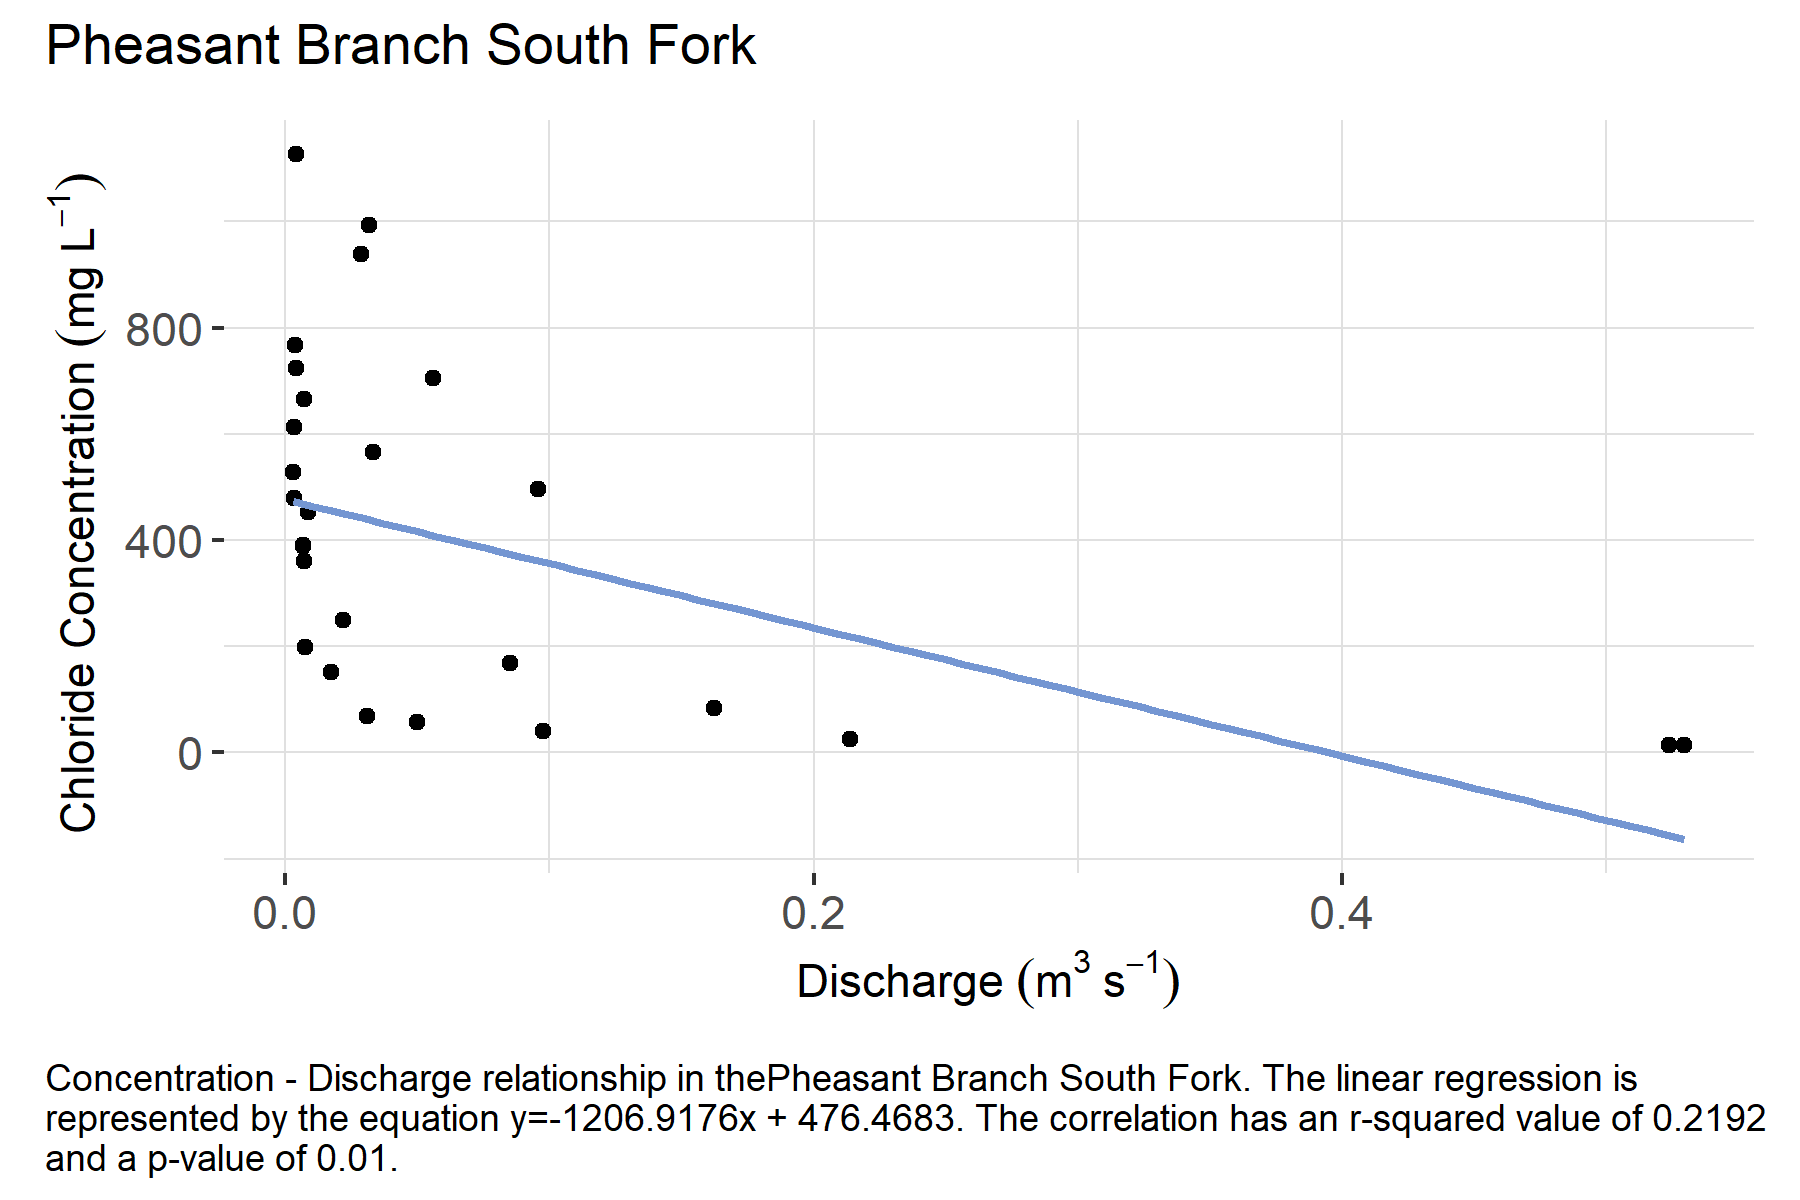 Pheasant Branch South Fork
Chloride Concentration (mg L⁻¹)
800
400
0
0.0 0.2 0.4
Discharge (m³ s⁻¹)
Concentration - Discharge relationship in thePheasant Branch South Fork. The linear regression is
represented by the equation y=-1206.9176x + 476.4683. The correlation has an r-squared value of 0.2192
and a p-value of 0.01.